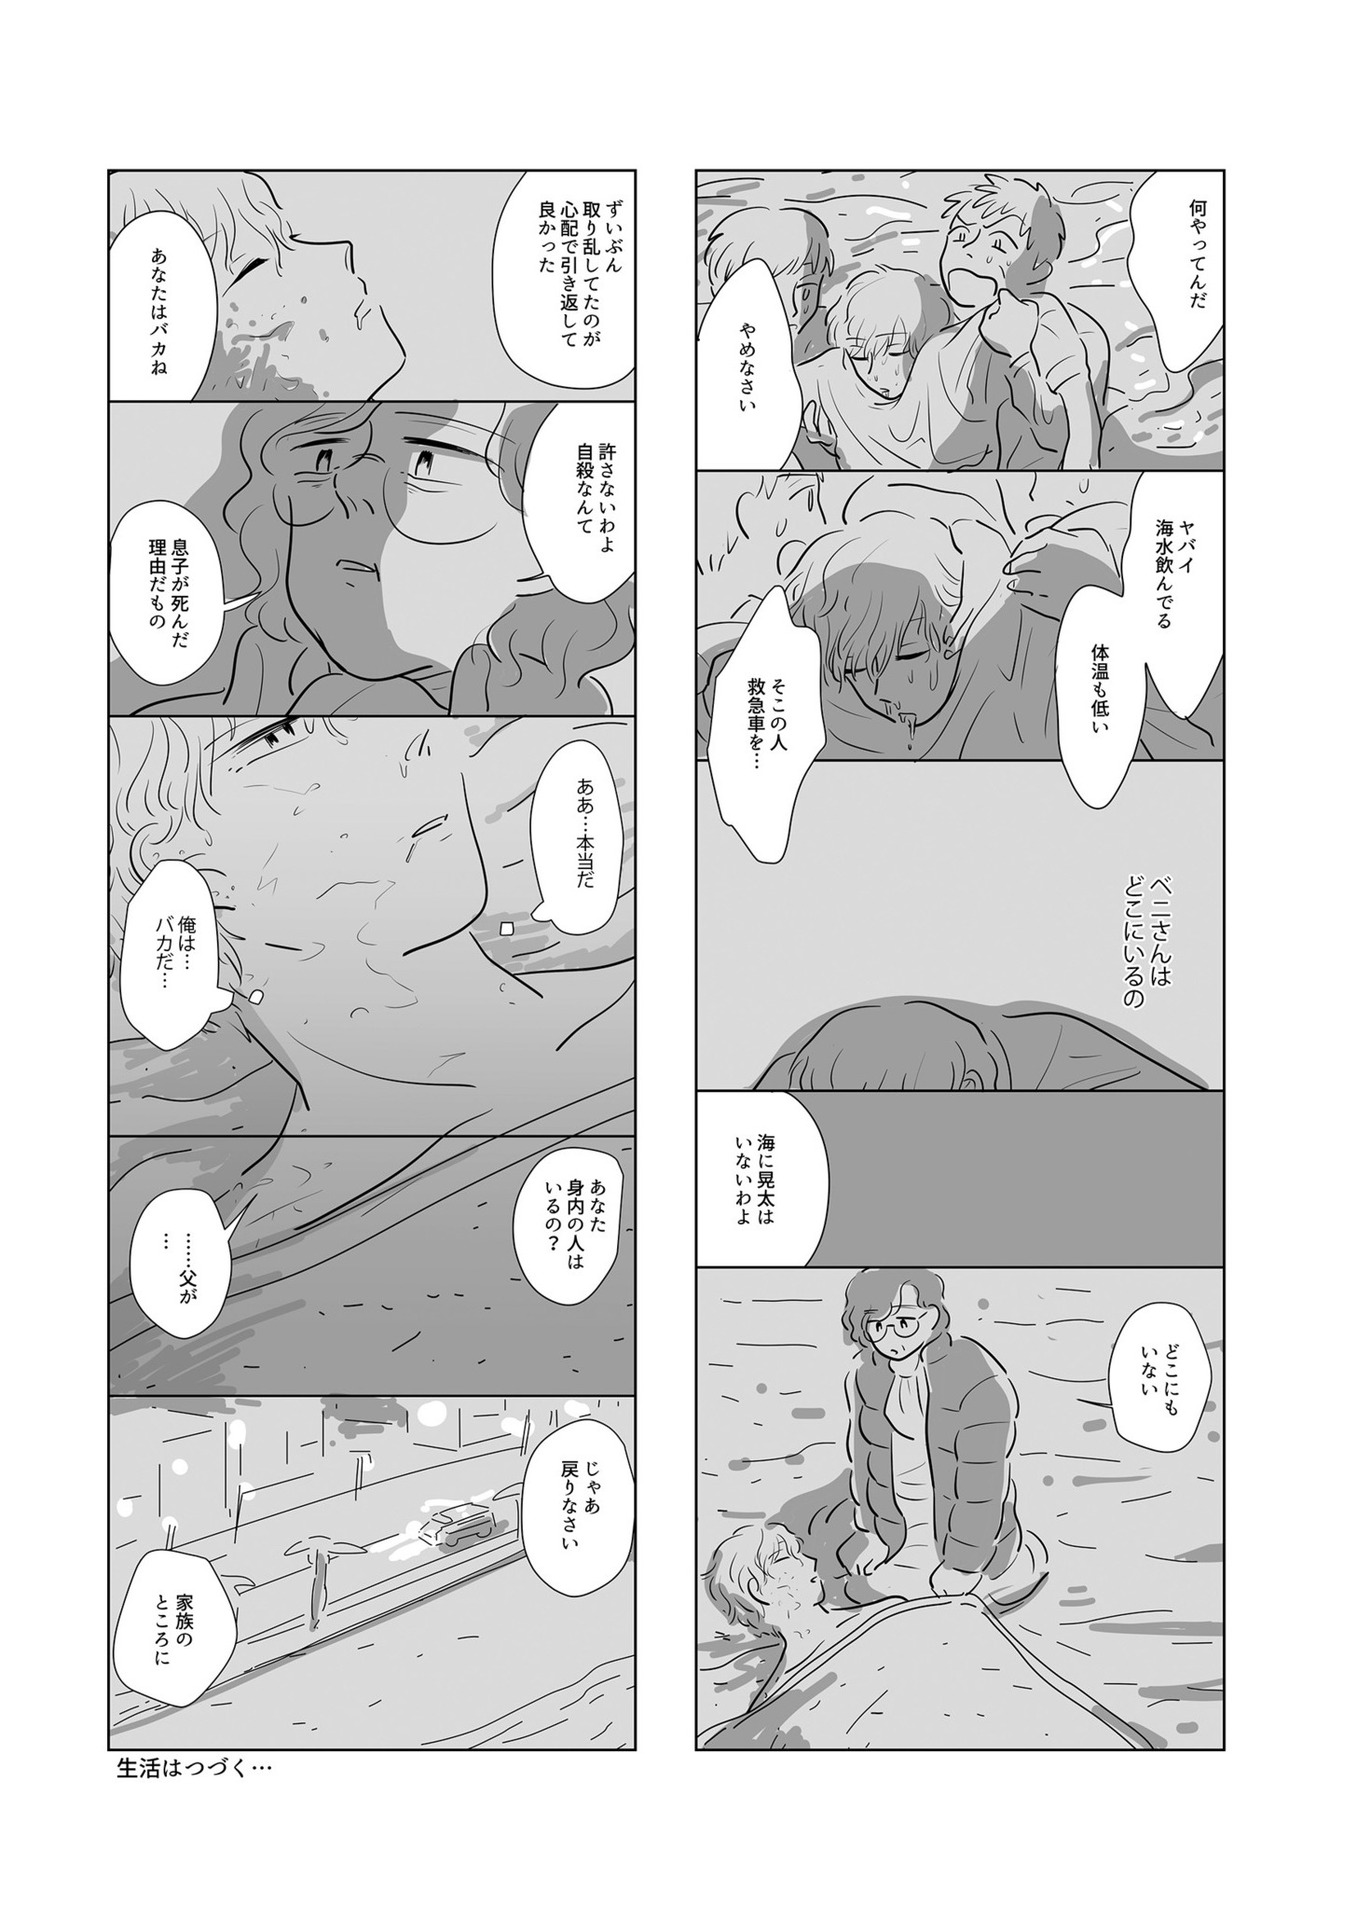 何やってんだ
やめなさい
ヤバイ
海水飲んでる
体温も低い
そこの人
救急車を…
ベニさんは
どこにいるの
海に晃太は
いないわよ
どこにも
いない
ずいぶん
取り乱してたのが
心配で引き返して
良かった
あなたはバカね
許さないわよ
自殺なんて
息子が死んだ
理由だもの
ああ…本当だ
俺は…
バカだ…
あなた
身内の人は
いるの？
……父が
…
じゃあ
戻りなさい
家族の
ところに
生活はつづく…